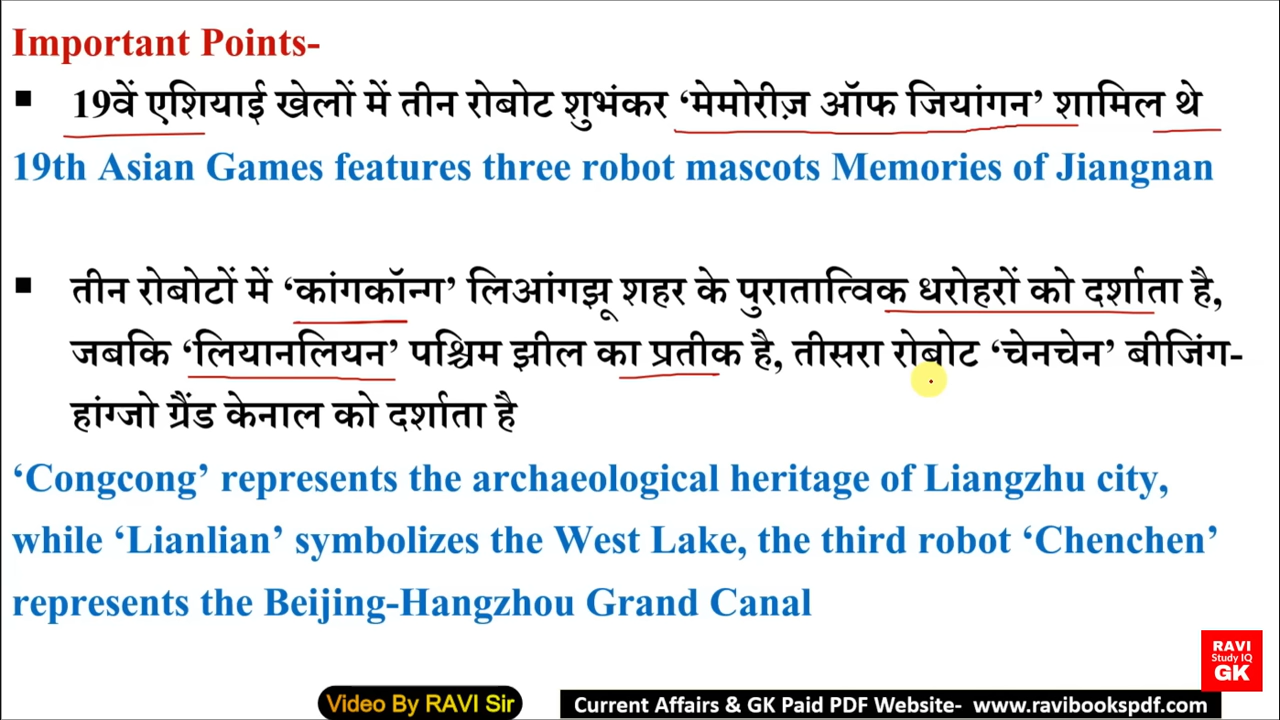 Important Points-
▪ 19वें एशियाई खेलों में तीन रोबोट शुभंकर ‘मेमोरीज़ ऑफ जियांगन’ शामिल थे
19th Asian Games features three robot mascots Memories of Jiangnan
▪ तीन रोबोटों में ‘कांगकॉन्ग’ लिआंगझू शहर के पुरातात्विक धरोहरों को दर्शाता है,
जबकि ‘लियानलियन’ पश्चिम झील का प्रतीक है, तीसरा रोबोट ‘चेनचेन’ बीजिंग-
हांग्जो ग्रैंड केनाल को दर्शाता है
‘Congcong’ represents the archaeological heritage of Liangzhu city,
while ‘Lianlian’ symbolizes the West Lake, the third robot ‘Chenchen’
represents the Beijing-Hangzhou Grand Canal
RAVI
Study IQ
GK
Video By RAVI Sir
Current Affairs & GK Paid PDF Website- www.ravibookspdf.com